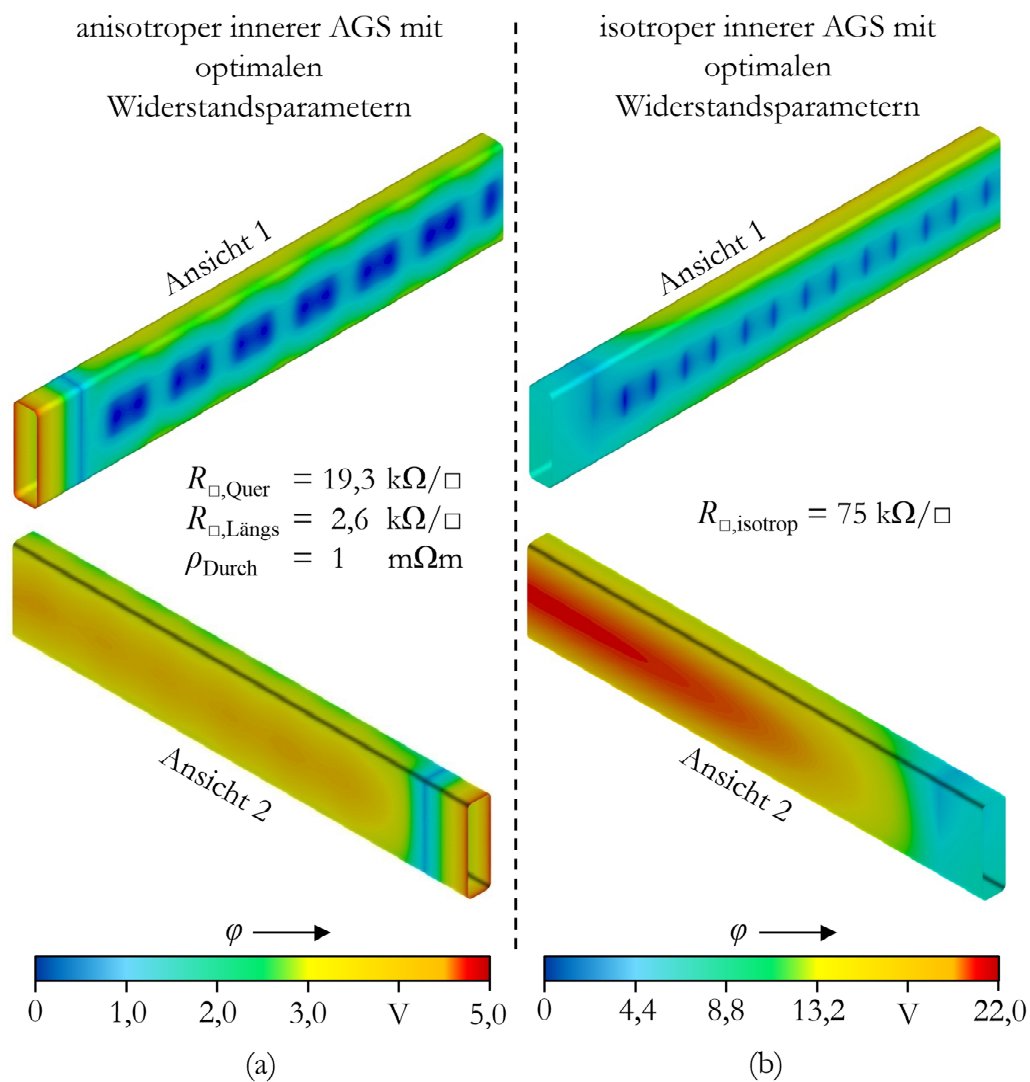 anisotroper innerer AGS mit
optimalen
Widerstandsparametern
isotroper innerer AGS mit
optimalen
Widerstandsparametern
Ansicht 1
Ansicht 1
R□,Quer = 19,3 kΩ/□
R□,Längs = 2,6 kΩ/□
ρDurch = 1 mΩm
R□,isotrop = 75 kΩ/□
Ansicht 2
Ansicht 2
φ
φ
0 1,0 2,0 3,0 V 5,0
0 4,4 8,8 13,2 V 22,0
(a)
(b)